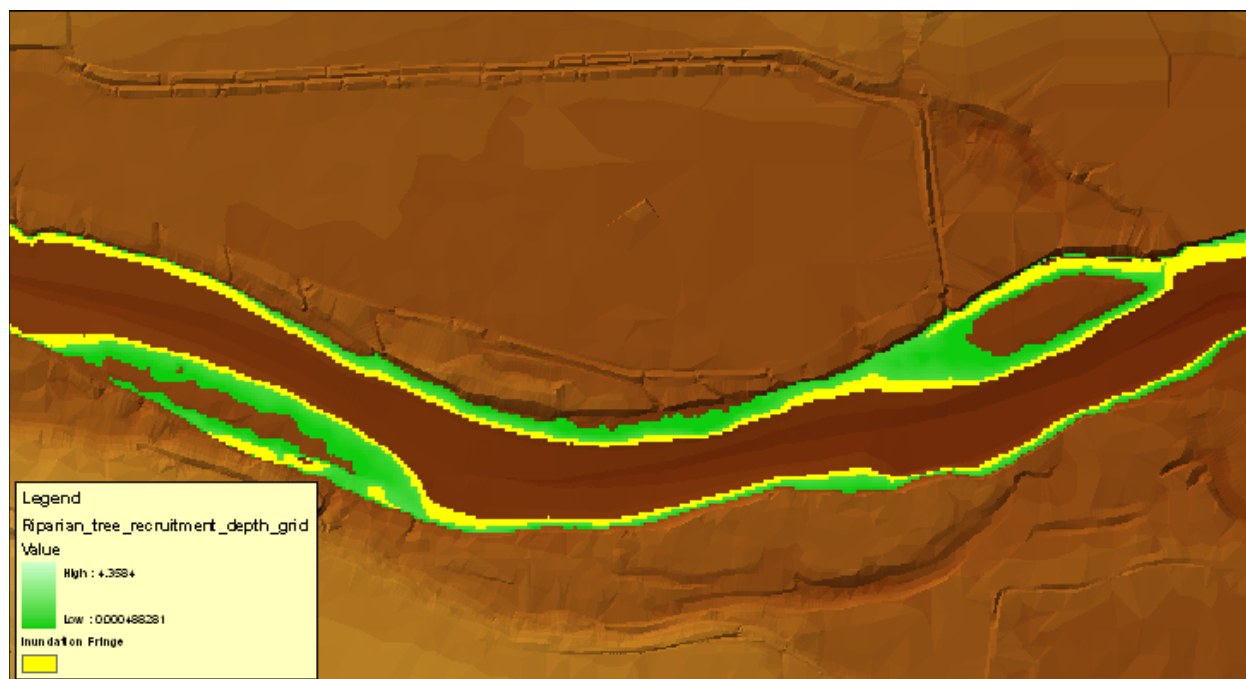 Legend
Riparian_tree_recruitment_depth_grid
Value
High : 4.3584
Low : 0.000488281
Inundation Fringe